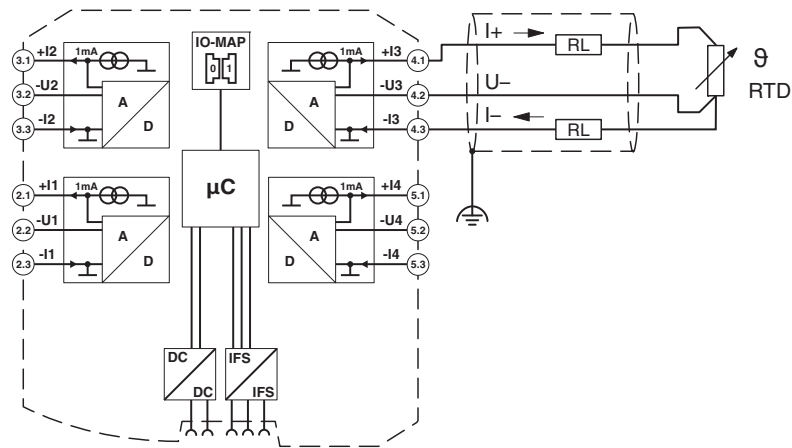 IO-MAP
0 1
3.1 +I2 1mA
3.2 -U2
3.3 -I2
A
D
1mA +I3 4.1
-U3 4.2
-I3 4.3
A
D
I+ RL
U–
I– RL
ϑ
RTD
µC
2.1 +I1 1mA
2.2 -U1
2.3 -I1
A
D
1mA +I4 5.1
-U4 5.2
-I4 5.3
A
D
DC
DC
IFS
IFS